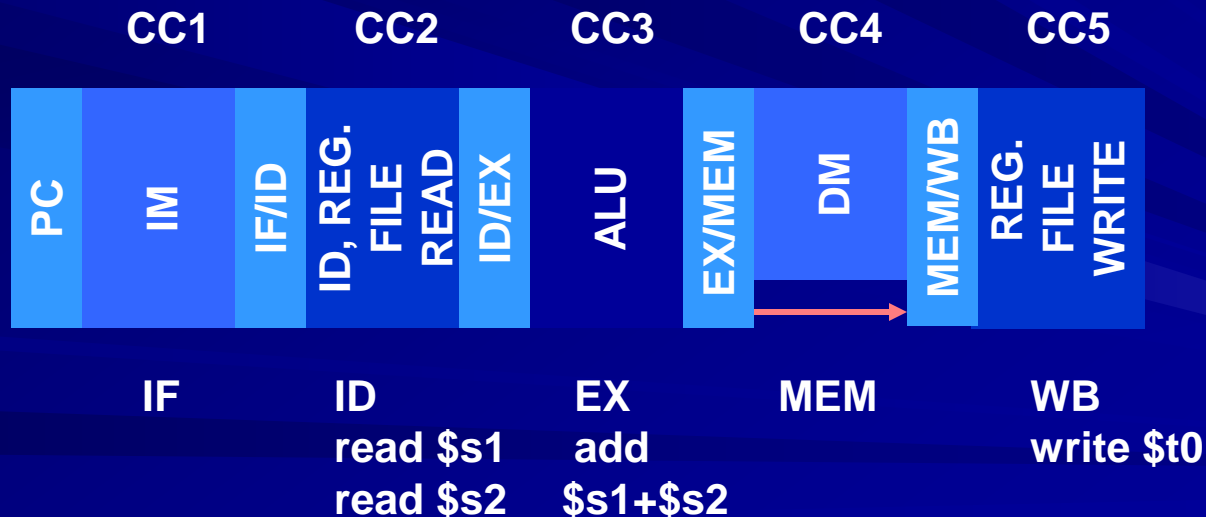 CC1 CC2 CC3 CC4 CC5
PC
IM
IF/ID
ID, REG.
FILE
READ
ID/EX
ALU
EX/MEM
DM
MEM/WB
REG.
FILE
WRITE
IF ID EX MEM WB
read $s1 add write $t0
read $s2 $s1+$s2